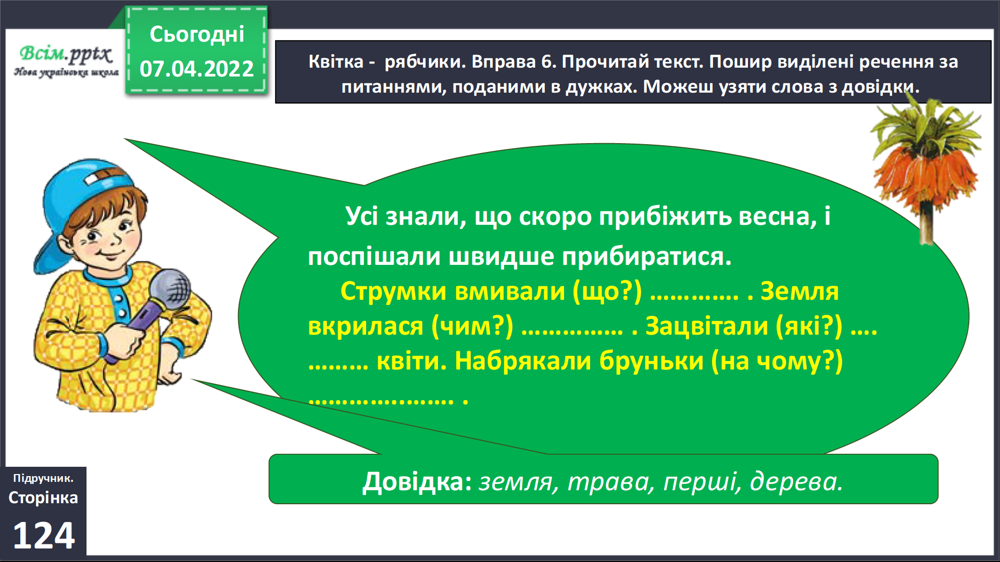 Всім.pptx
Нова українська школа
Сьогодні
07.04.2022
Квітка -  рябчики. Вправа 6. Прочитай текст. Пошир виділені речення за
питаннями, поданими в дужках. Можеш узяти слова з довідки.
Усі знали, що скоро прибіжить весна, і
поспішали швидше прибиратися.
Струмки вмивали (що?) …………. . Земля
вкрилася (чим?) …………… . Зацвітали (які?) ….
……… квіти. Набрякали бруньки (на чому?)
…………..……. .
Довідка: земля, трава, перші, дерева.
Підручник.
Сторінка
124